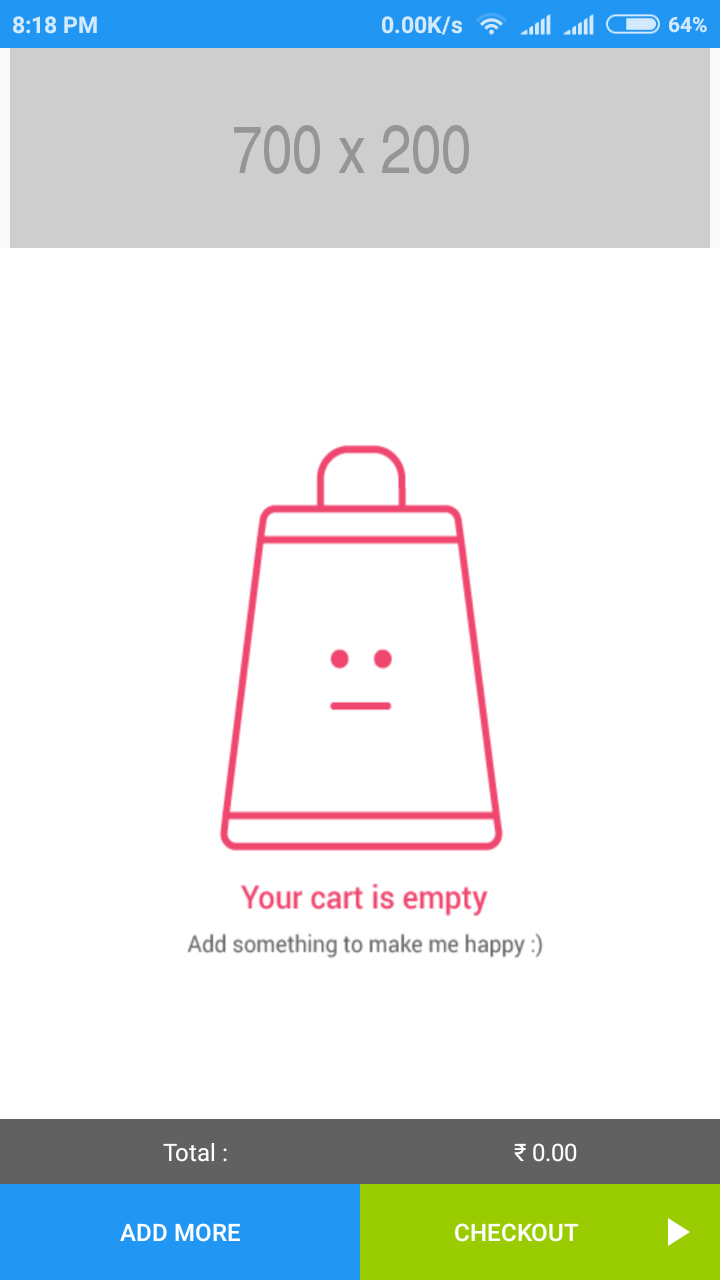 8:18 PM 0.00K/s 64%
700 x 200
Your cart is empty
Add something to make me happy :)
Total : ₹ 0.00
ADD MORE CHECKOUT